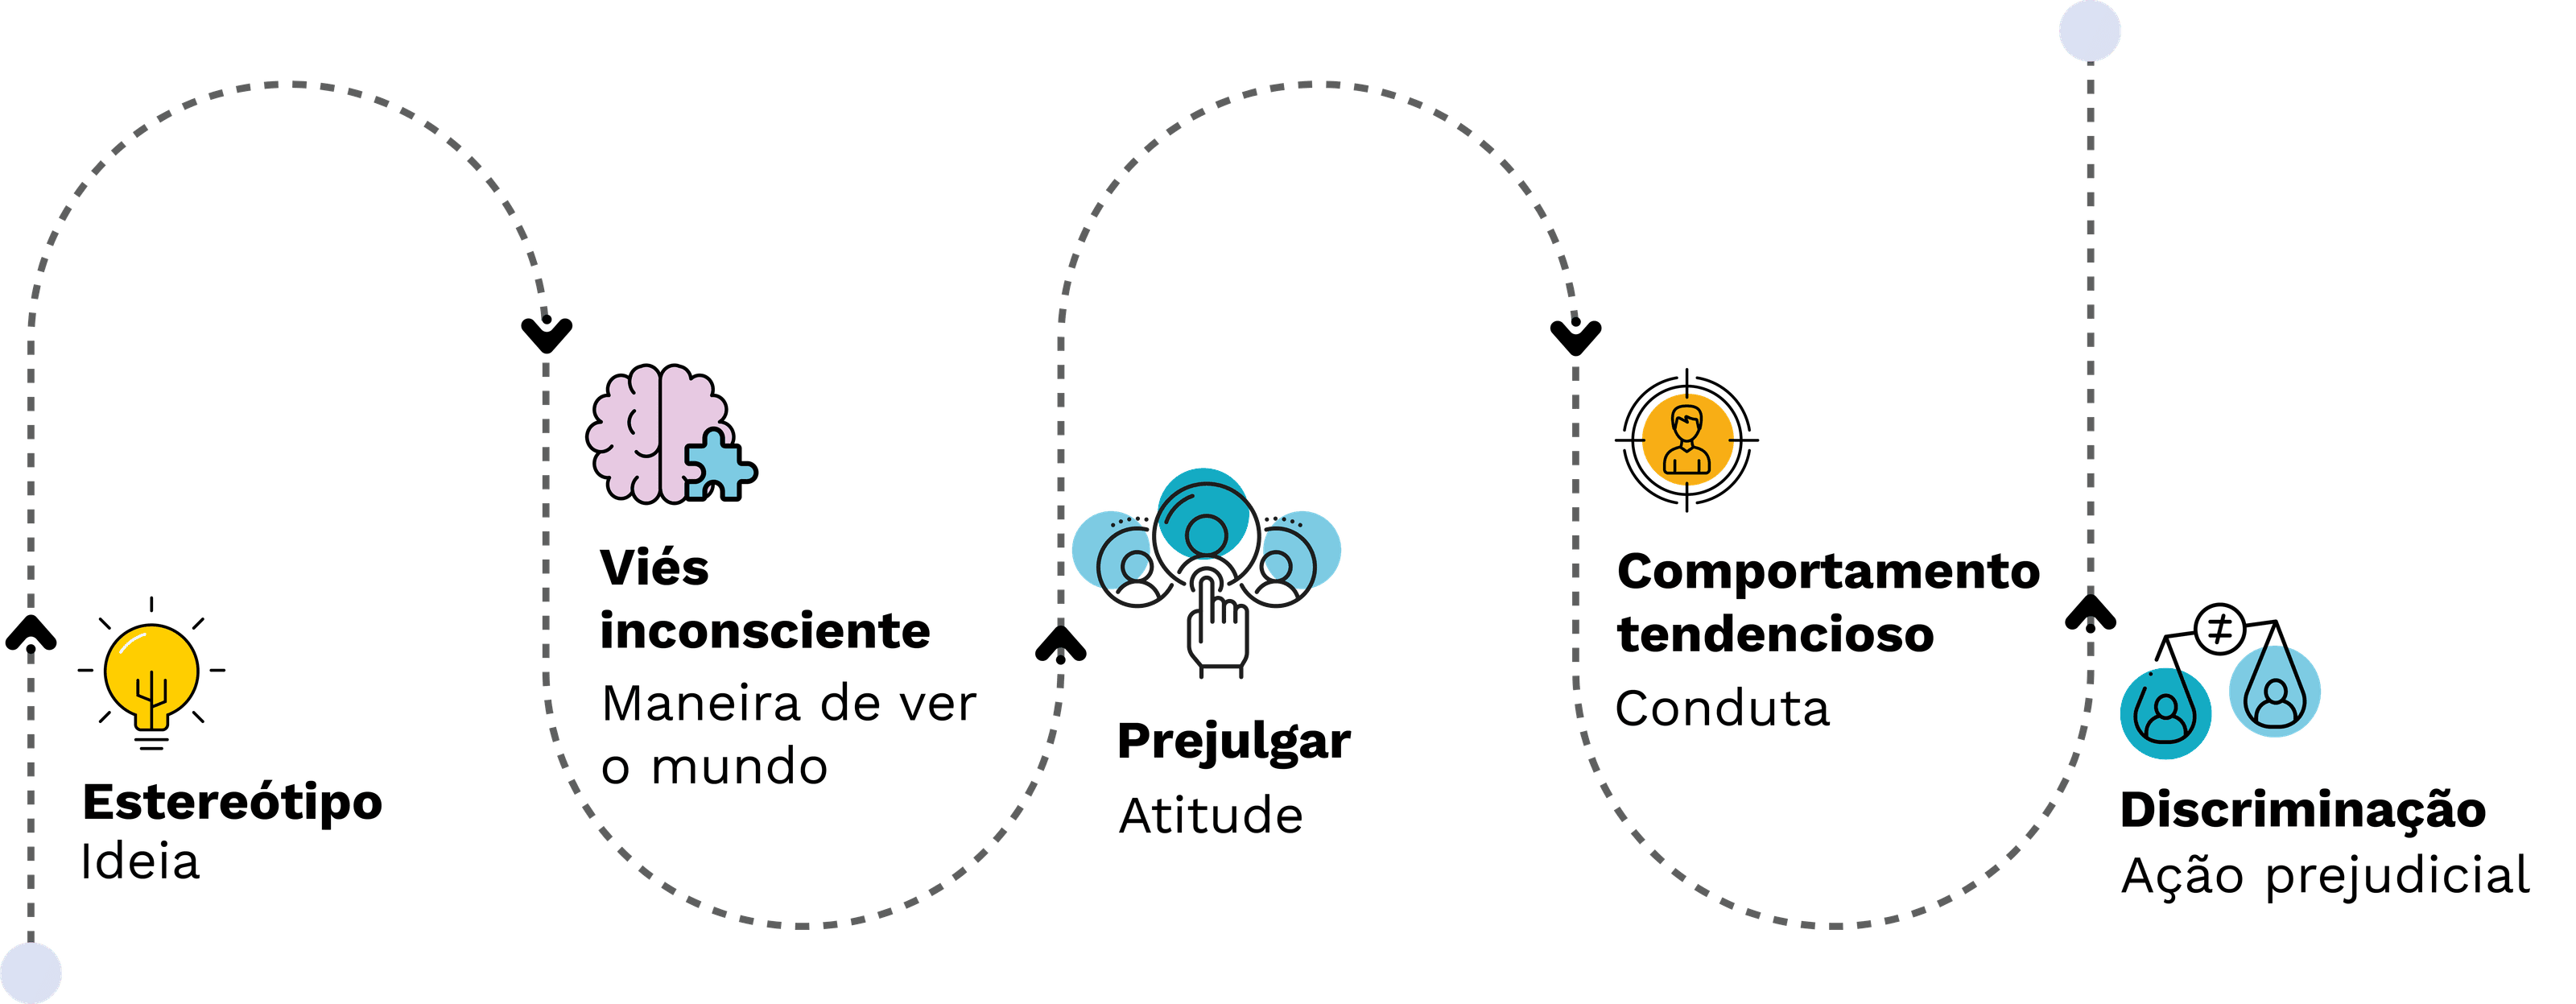 Estereótipo
Ideia
Viés
inconsciente
Maneira de ver
o mundo
Prejulgar
Atitude
Comportamento
tendencioso
Conduta
≠
Discriminação
Ação prejudicial